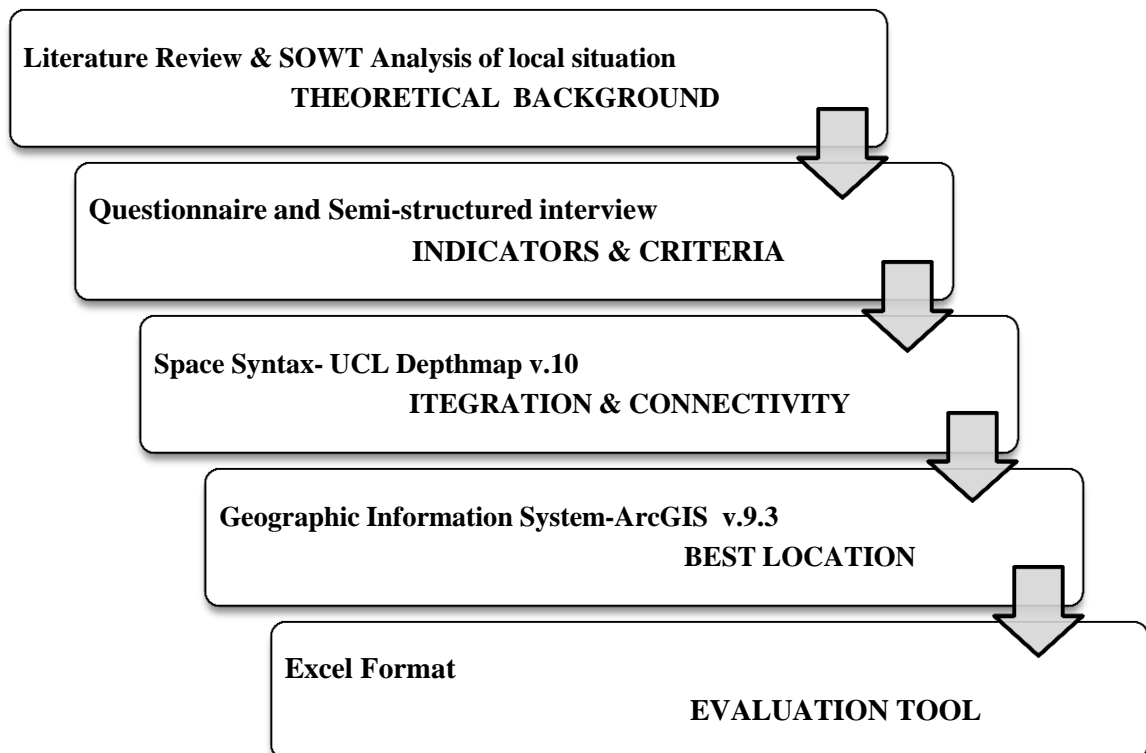 Literature Review & SOWT Analysis of local situation
THEORETICAL BACKGROUND
Questionnaire and Semi-structured interview
INDICATORS & CRITERIA
Space Syntax- UCL Depthmap v.10
ITEGRATION & CONNECTIVITY
Geographic Information System-ArcGIS v.9.3
BEST LOCATION
Excel Format
EVALUATION TOOL